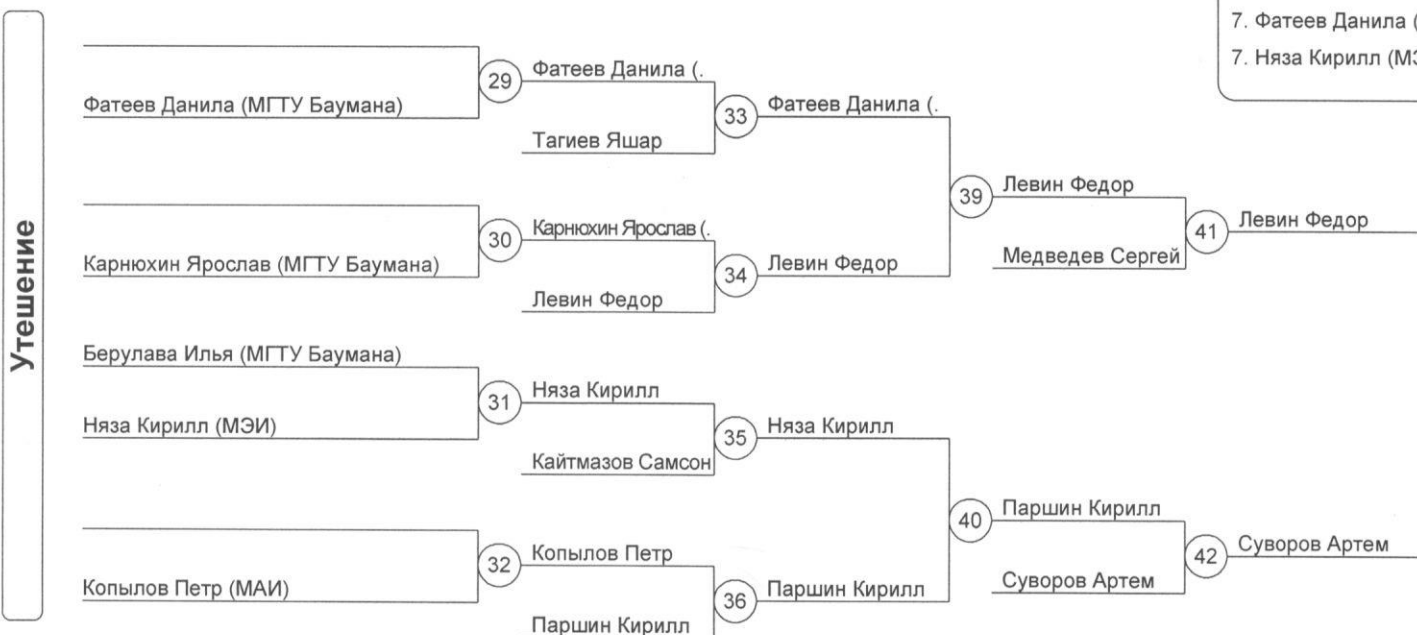 7. Фатеев Данила (
7. Няза Кирилл (МЭ
Утешение
29
Фатеев Данила (МГТУ Баумана)
Фатеев Данила (.
Тагиев Яшар
33
Фатеев Данила (.
30
Карнюхин Ярослав (МГТУ Баумана)
Карнюхин Ярослав (.
Левин Федор
34
Левин Федор
39
Левин Федор
Медведев Сергей
41
Левин Федор
Берулава Илья (МГТУ Баумана)
31
Няза Кирилл (МЭИ)
Няза Кирилл
Кайтмазов Самсон
35
Няза Кирилл
32
Копылов Петр (МАИ)
Копылов Петр
Паршин Кирилл
36
Паршин Кирилл
40
Паршин Кирилл
Суворов Артем
42
Суворов Артем